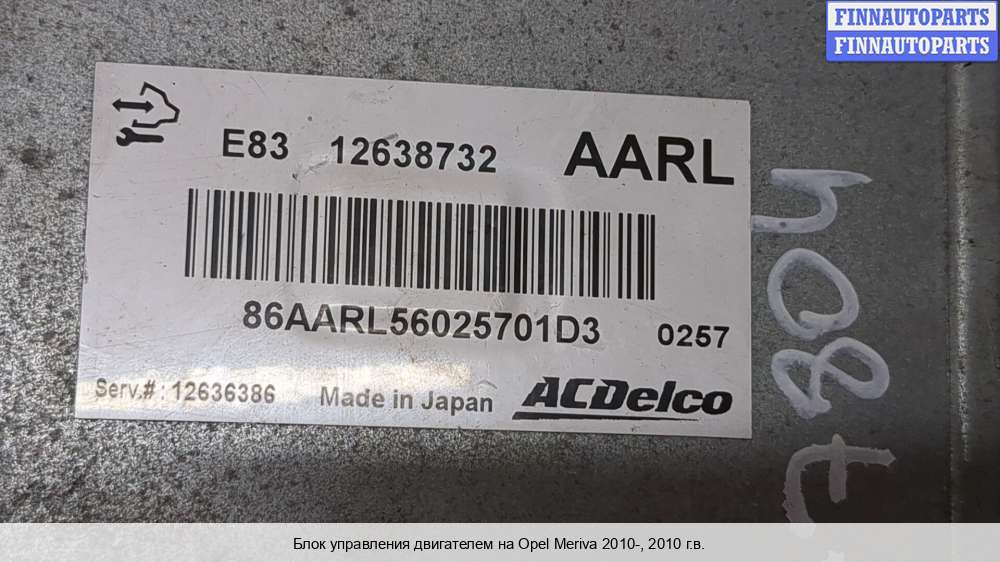 FINNAUTOPARTS
FINNAUTOPARTS
E83 12638732 AARL
86AARL56025701D3 0257
Serv.#: 12636386 Made in Japan ACDelco
Блок управления двигателем на Opel Meriva 2010-, 2010 г.в.